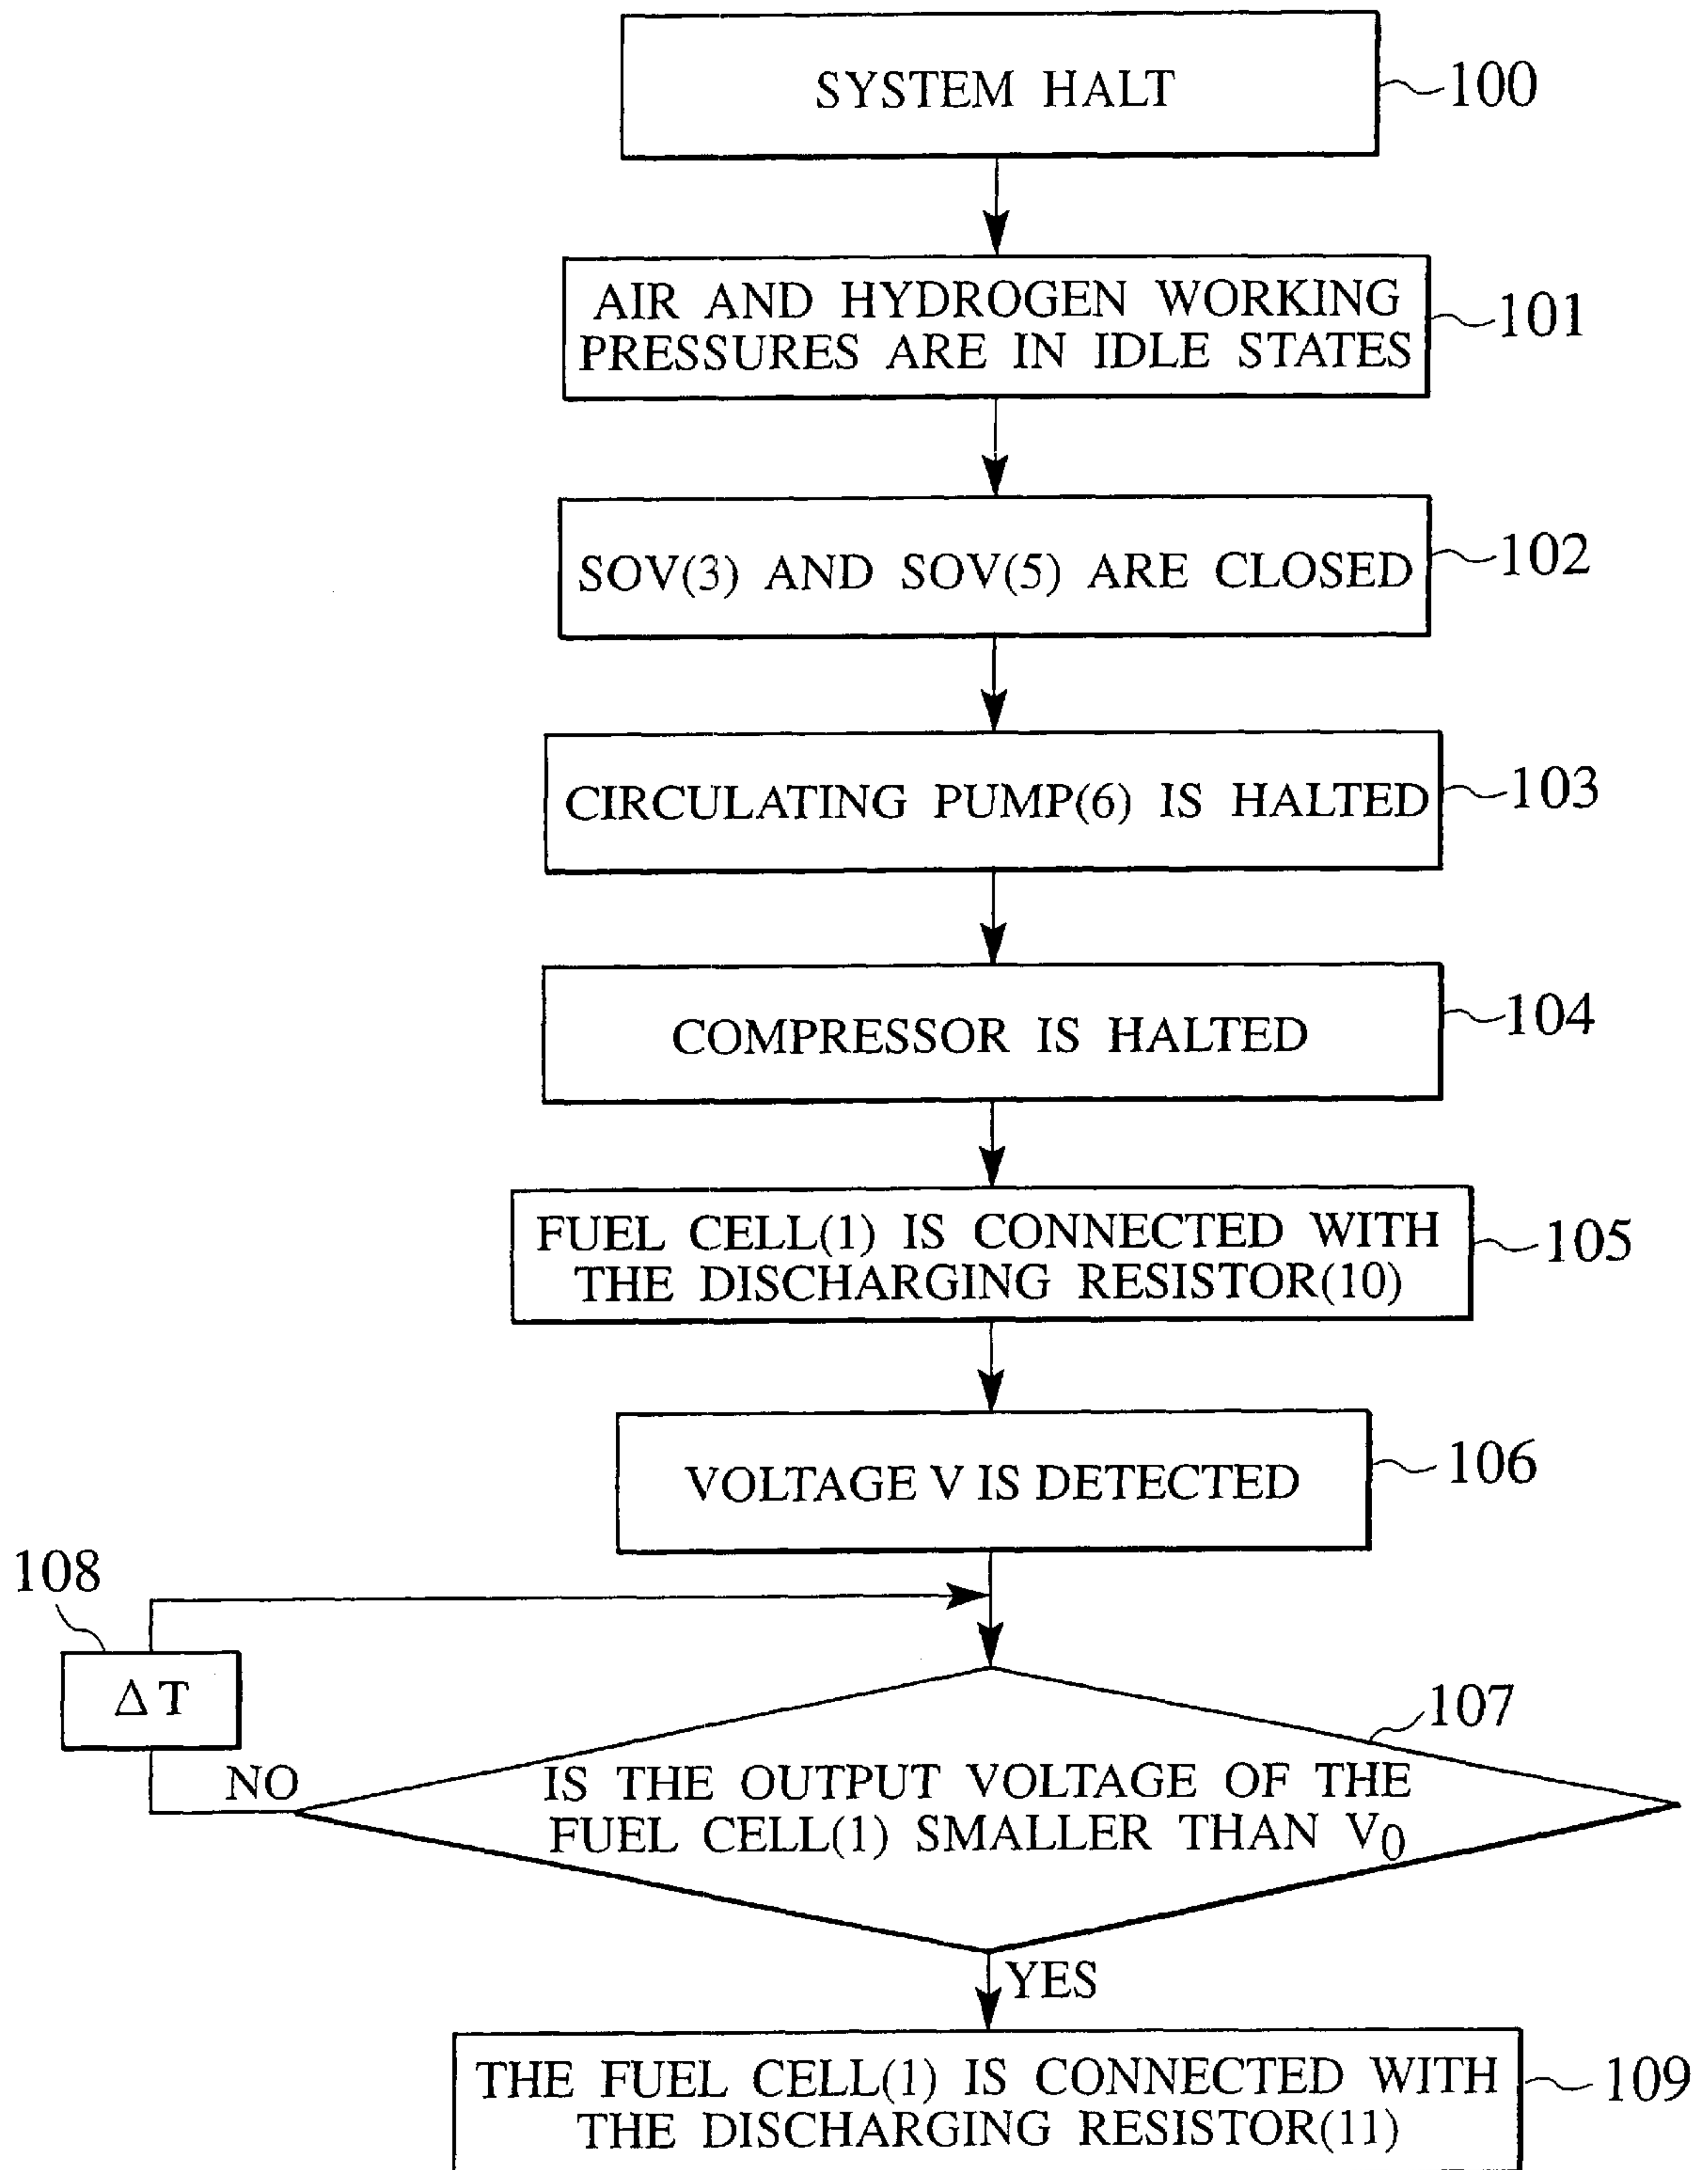 SYSTEM HALT
100
AIR AND HYDROGEN WORKING
PRESSURES ARE IN IDLE STATES
101
SOV(3) AND SOV(5) ARE CLOSED
102
CIRCULATING PUMP(6) IS HALTED
103
COMPRESSOR IS HALTED
104
FUEL CELL(1) IS CONNECTED WITH
THE DISCHARGING RESISTOR(10)
105
VOLTAGE V IS DETECTED
106
108
ΔT
NO
107
IS THE OUTPUT VOLTAGE OF THE
FUEL CELL(1) SMALLER THAN V₀
YES
THE FUEL CELL(1) IS CONNECTED WITH
THE DISCHARGING RESISTOR(11)
109